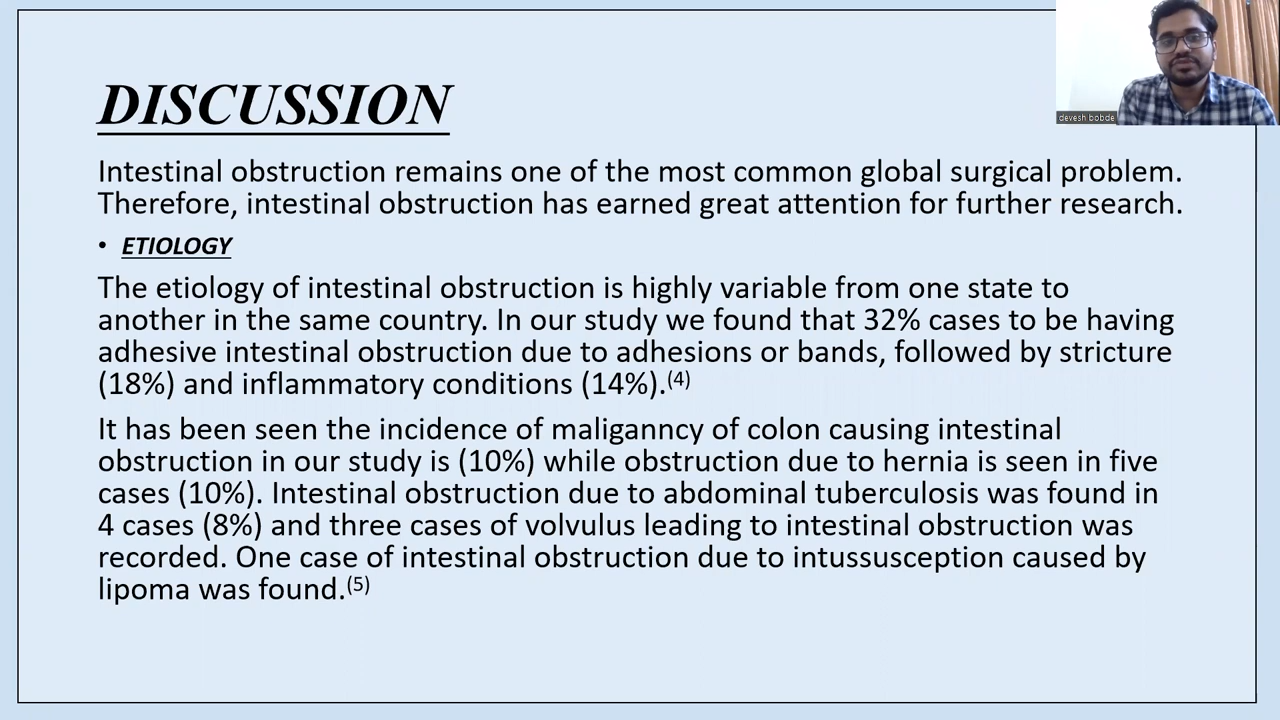 DISCUSSION
devesh bobde
Intestinal obstruction remains one of the most common global surgical problem.
Therefore, intestinal obstruction has earned great attention for further research.
• ETIOLOGY
The etiology of intestinal obstruction is highly variable from one state to
another in the same country. In our study we found that 32% cases to be having
adhesive intestinal obstruction due to adhesions or bands, followed by stricture
(18%) and inflammatory conditions (14%).(4)
It has been seen the incidence of maliganncy of colon causing intestinal
obstruction in our study is (10%) while obstruction due to hernia is seen in five
cases (10%). Intestinal obstruction due to abdominal tuberculosis was found in
4 cases (8%) and three cases of volvulus leading to intestinal obstruction was
recorded. One case of intestinal obstruction due to intussusception caused by
lipoma was found.(5)